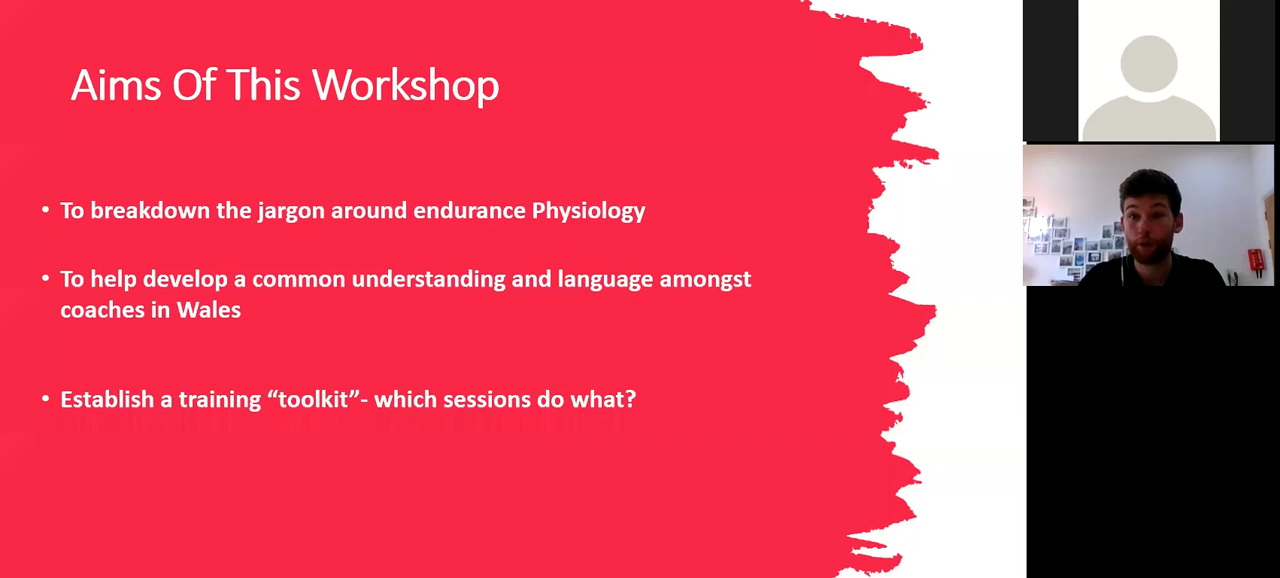 Aims Of This Workshop
• To breakdown the jargon around endurance Physiology
• To help develop a common understanding and language amongst
coaches in Wales
• Establish a training “toolkit”- which sessions do what?